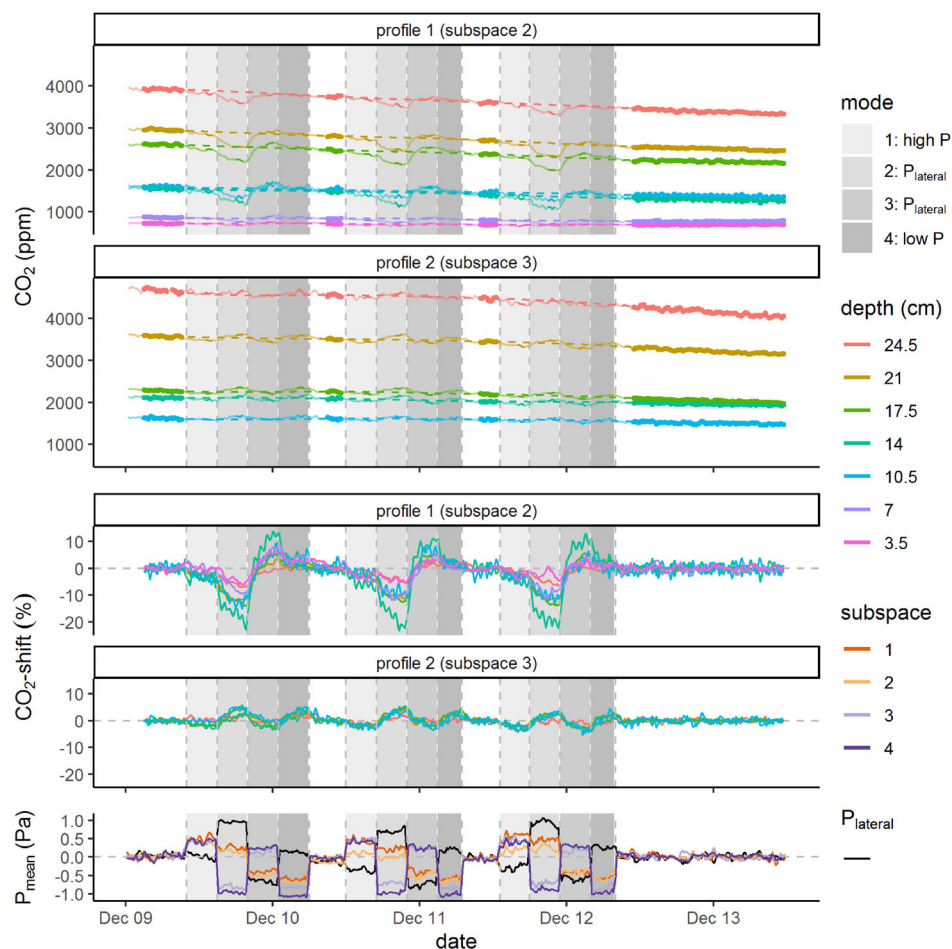 profile 1 (subspace 2)
4000
3000
2000
1000
CO₂ (ppm)
profile 2 (subspace 3)
4000
3000
2000
1000
profile 1 (subspace 2)
10
0
-10
-20
CO₂-shift (%)
profile 2 (subspace 3)
10
0
-10
-20
1.0
0.5
0.0
-0.5
-1.0
Pmean (Pa)
Dec 09 Dec 10 Dec 11 Dec 12 Dec 13
date
mode
1: high P
2: Plateral
3: Plateral
4: low P
depth (cm)
24.5
21
17.5
14
10.5
7
3.5
subspace
1
2
3
4
Plateral